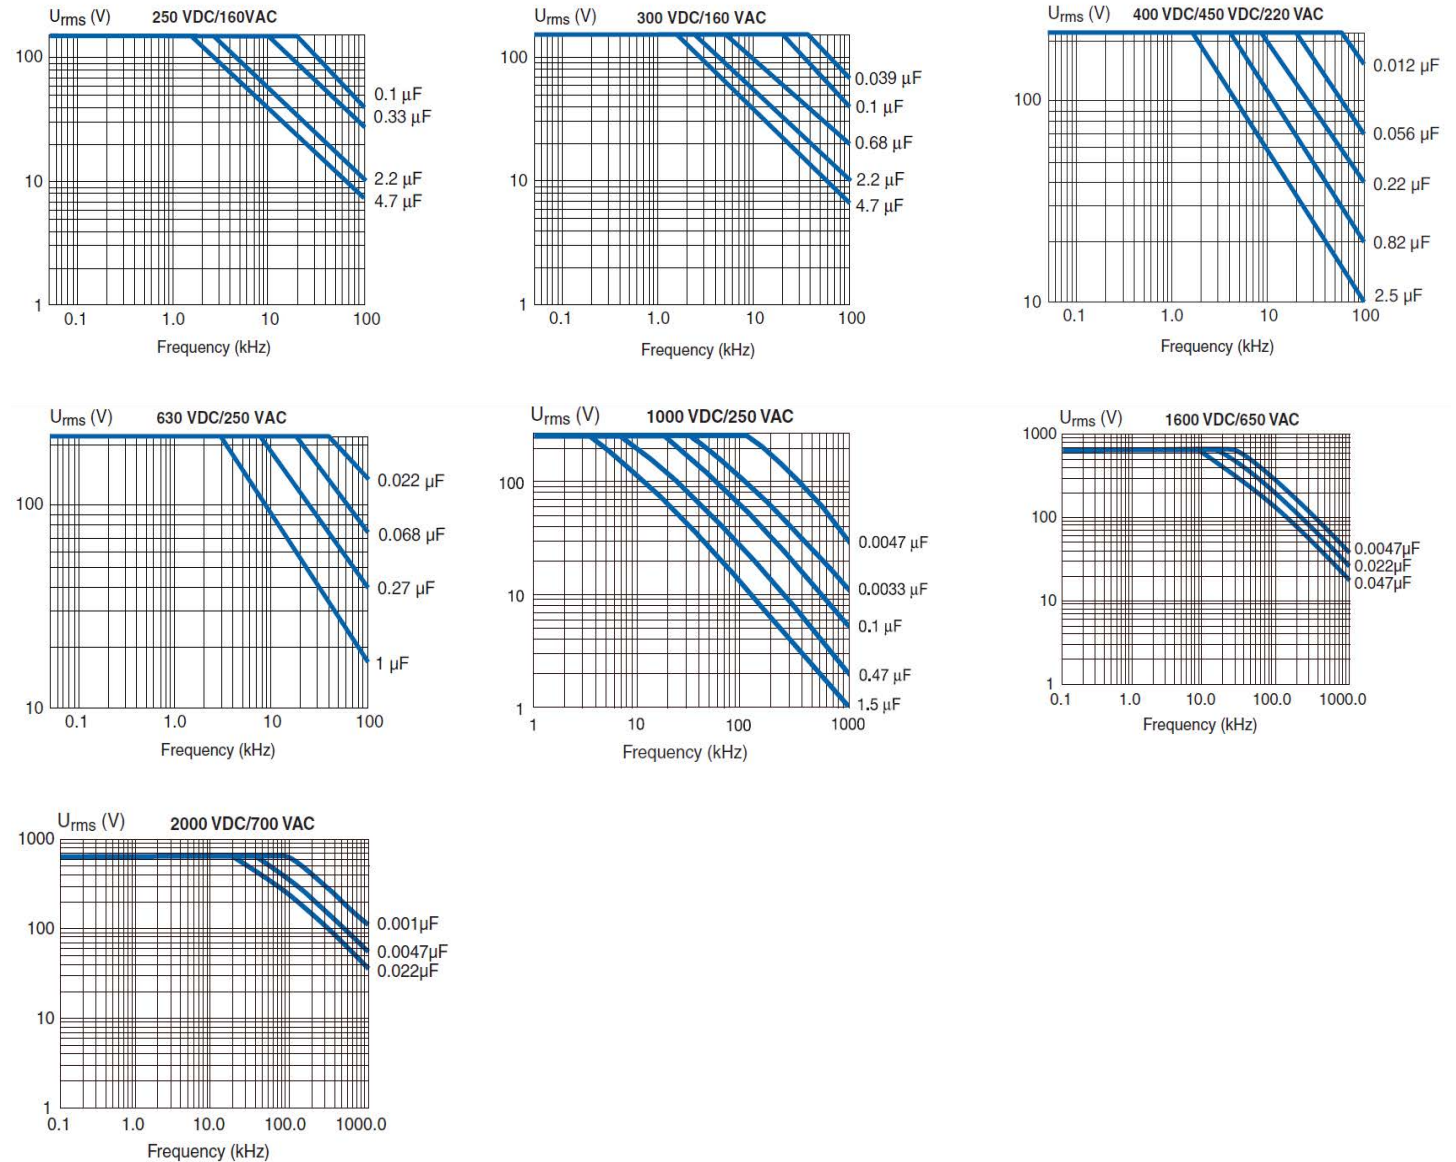 Urms (V) 250 VDC/160VAC
100
10
1
0.1 µF
0.33 µF
2.2 µF
4.7 µF
0.1 1.0 10 100
Frequency (kHz)
Urms (V) 300 VDC/160 VAC
100
10
1
0.039 µF
0.1 µF
0.68 µF
2.2 µF
4.7 µF
0.1 1.0 10 100
Frequency (kHz)
Urms (V) 400 VDC/450 VDC/220 VAC
100
10
0.012 µF
0.056 µF
0.22 µF
0.82 µF
2.5 µF
0.1 1.0 10 100
Frequency (kHz)
Urms (V) 630 VDC/250 VAC
100
10
0.022 µF
0.068 µF
0.27 µF
1 µF
0.1 1.0 10 100
Frequency (kHz)
Urms (V) 1000 VDC/250 VAC
100
10
1
0.0047 µF
0.0033 µF
0.1 µF
0.47 µF
1.5 µF
1 10 100 1000
Frequency (kHz)
Urms (V) 1600 VDC/650 VAC
1000
100
10
1
0.0047µF
0.022µF
0.047µF
0.1 1.0 10.0 100.0 1000.0
Frequency (kHz)
Urms (V) 2000 VDC/700 VAC
1000
100
10
1
0.001µF
0.0047µF
0.022µF
0.1 1.0 10.0 100.0 1000.0
Frequency (kHz)